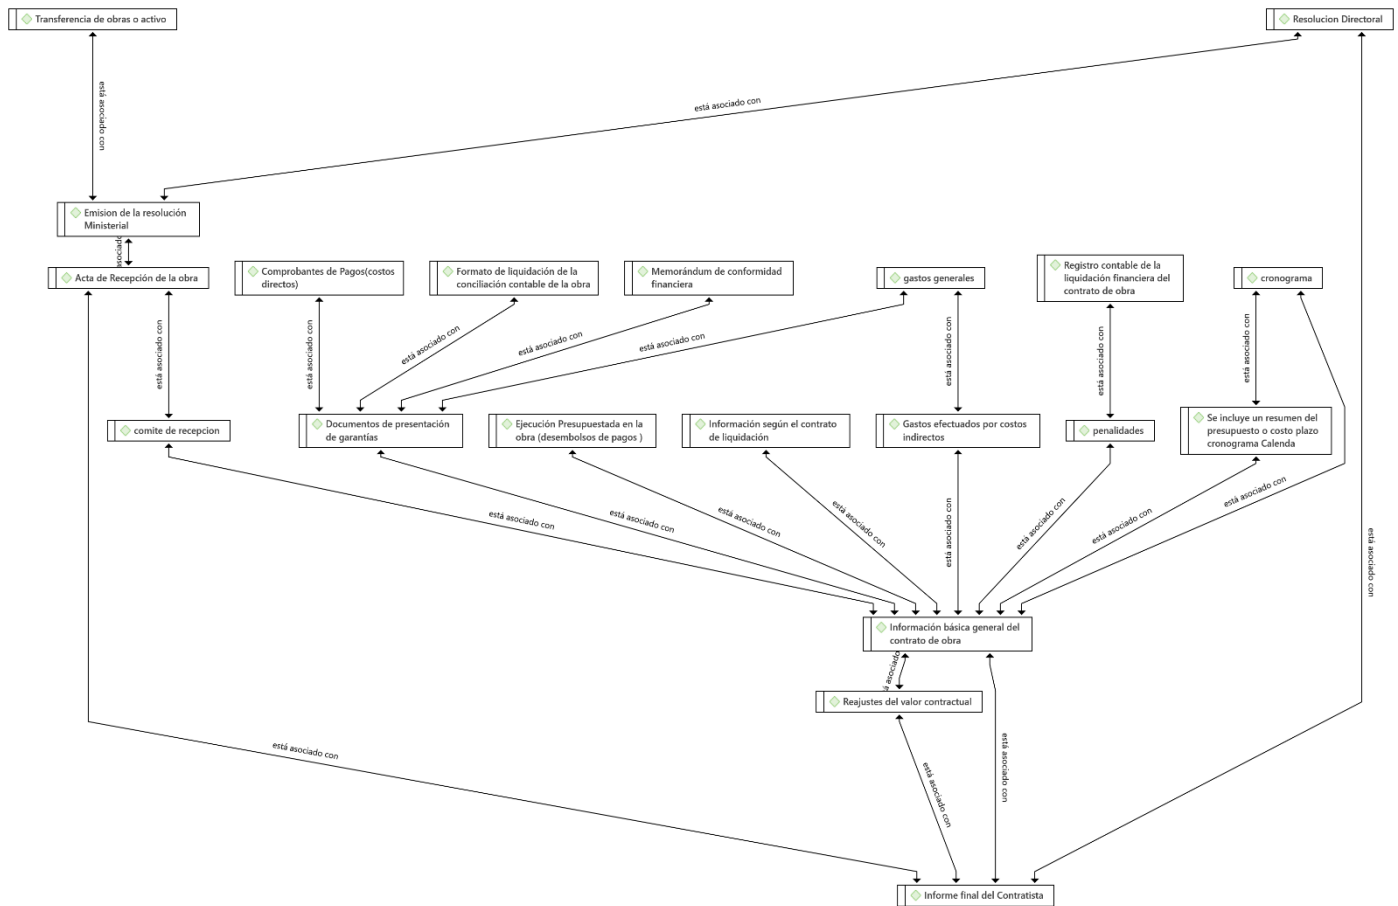 Transferencia de obras o activo
Resolucion Directoral
está asociado con
está asociado con
Emision de la resolución
Ministerial
asociado
Acta de Recepción de la obra
Comprobantes de Pagos(costos
directos)
Formato de liquidación de la
conciliación contable de la obra
Memorándum de conformidad
financiera
gastos generales
Registro contable de la
liquidación financiera del
contrato de obra
cronograma
está asociado con
está asociado con
está asociado con
está asociado con
está asociado con
está asociado con
está asociado con
está asociado con
comite de recepcion
Documentos de presentación
de garantías
Ejecución Presupuestada en la
obra (desembolsos de pagos )
Información según el contrato
de liquidación
Gastos efectuados por costos
indirectos
penalidades
Se incluye un resumen del
presupuesto o costo plazo
cronograma Calenda
está asociado con
está asociado con
está asociado con
está asociado con
está asociado con
está asociado con
está asociado con
está asociado con
está asociado con
Información básica general del
contrato de obra
á asociado
Reajustes del valor contractual
está asociado con
está asociado con
está asociado con
Informe final del Contratista